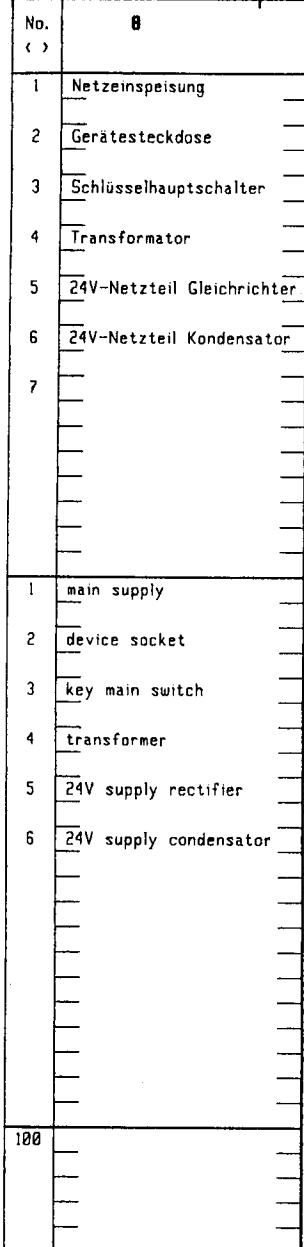 No. 0
< >
1 Netzeinspeisung
2 Gerätesteckdose
3 Schlüsselhauptschalter
4 Transformator
5 24V-Netzteil Gleichrichter
6 24V-Netzteil Kondensator
7
1 main supply
2 device socket
3 key main switch
4 transformer
5 24V supply rectifier
6 24V supply condensator
100